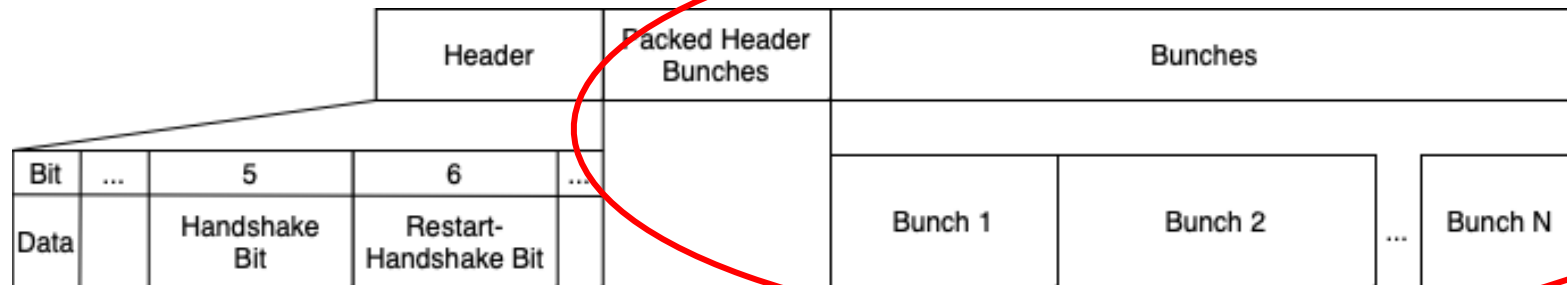 Header
Packed Header
Bunches
Bunches
Bit ... 5 6 ...
Data
Handshake
Bit
Restart-
Handshake Bit
Bunch 1
Bunch 2
...
Bunch N